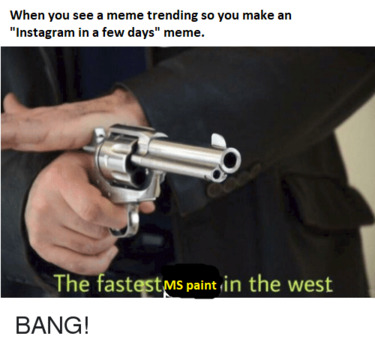 When you see a meme trending so you make an
"Instagram in a few days" meme.
The fastest MS paint in the west
BANG!